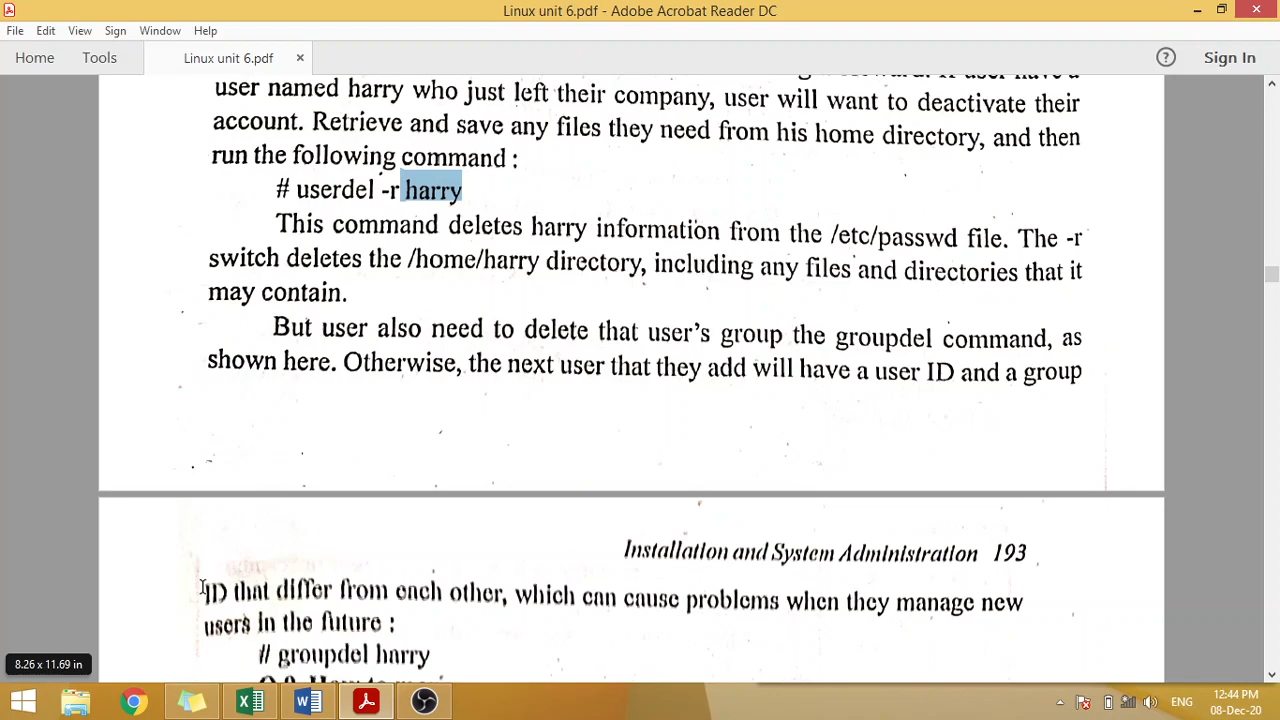 Linux unit 6.pdf - Adobe Acrobat Reader DC
File Edit View Sign Window Help
Home Tools Linux unit 6.pdf × Sign In
user named harry who just left their company, user will want to deactivate their
account. Retrieve and save any files they need from his home directory, and then
run the following command :
# userdel -r harry
This command deletes harry information from the /etc/passwd file. The -r
switch deletes the /home/harry directory, including any files and directories that it
may contain.
But user also need to delete that user's group the groupdel command, as
shown here. Otherwise, the next user that they add will have a user ID and a group
Installation and System Administration 193
ID that differ from each other, which can cause problems when they manage new
users in the future :
# groupdel harry
8.26 x 11.69 in
ENG
12:44 PM
08-Dec-20